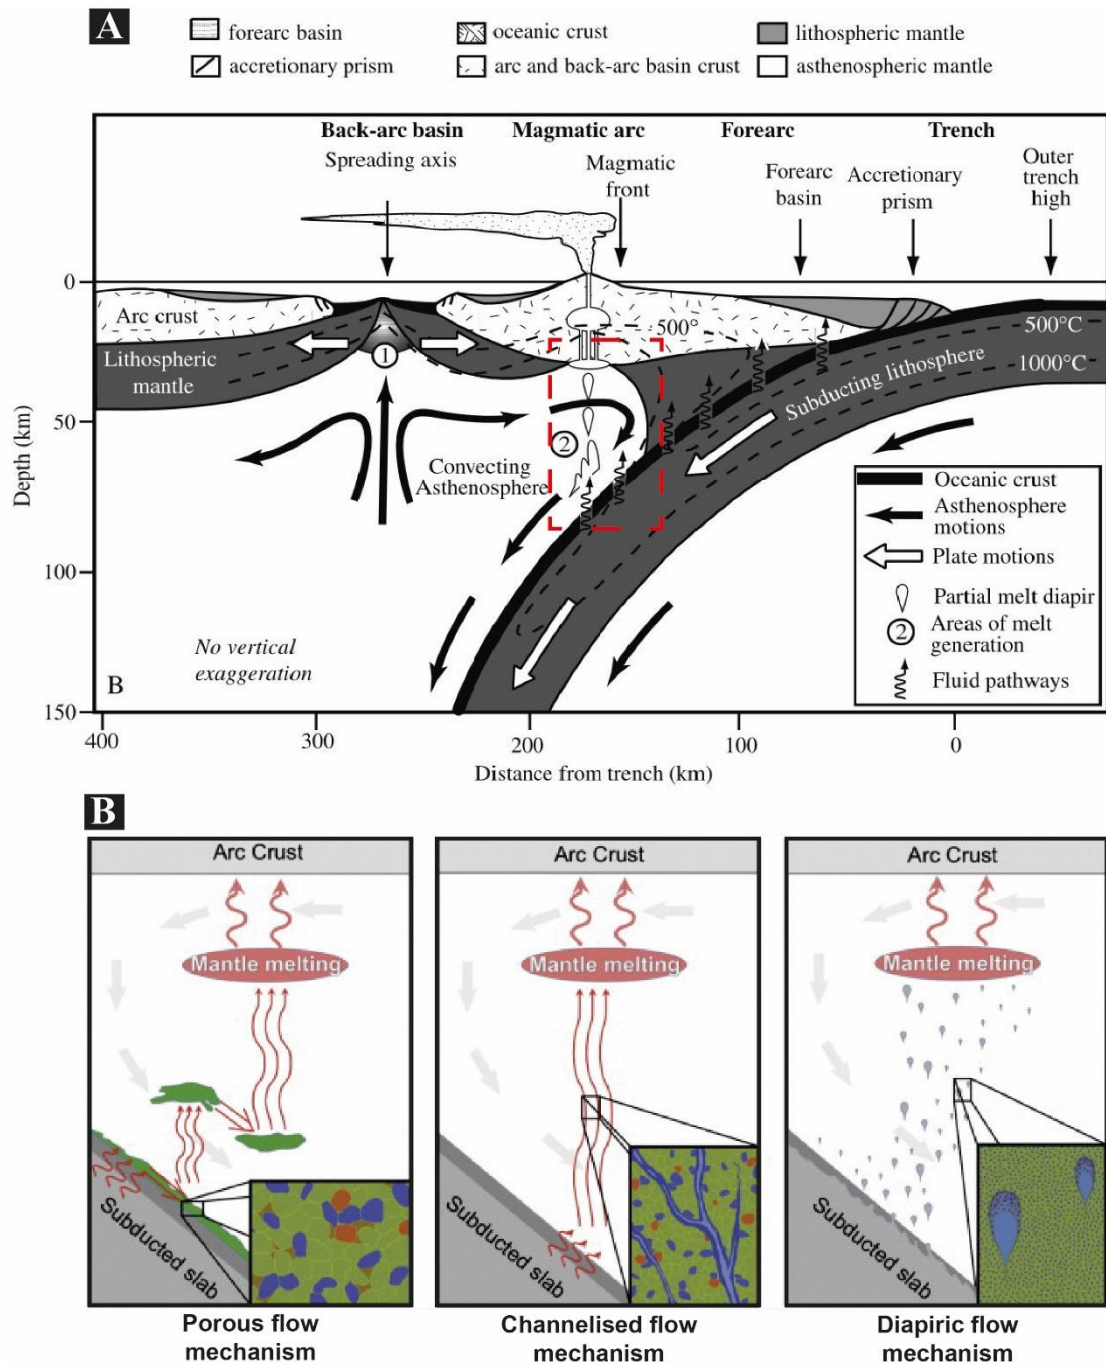 A
forearc basin
oceanic crust
lithospheric mantle
accretionary prism
arc and back-arc basin crust
asthenospheric mantle
Back-arc basin
Magmatic arc
Forearc
Trench
Spreading axis
Magmatic
front
Forearc
basin
Accretionary
prism
Outer
trench
high
0
Arc crust
500°
500°C
Lithospheric
mantle
1
1000°C
Subducting lithosphere
50
2
Convecting
Asthenosphere
Depth (km)
Oceanic crust
Asthenosphere
motions
Plate motions
100
Partial melt diapir
2
Areas of melt
generation
Fluid pathways
No vertical
exaggeration
B
150
400
300
200
100
0
Distance from trench (km)
B
Arc Crust
Mantle melting
Subducted slab
Porous flow
mechanism
Arc Crust
Mantle melting
Subducted slab
Channelised flow
mechanism
Arc Crust
Mantle melting
Subducted slab
Diapiric flow
mechanism